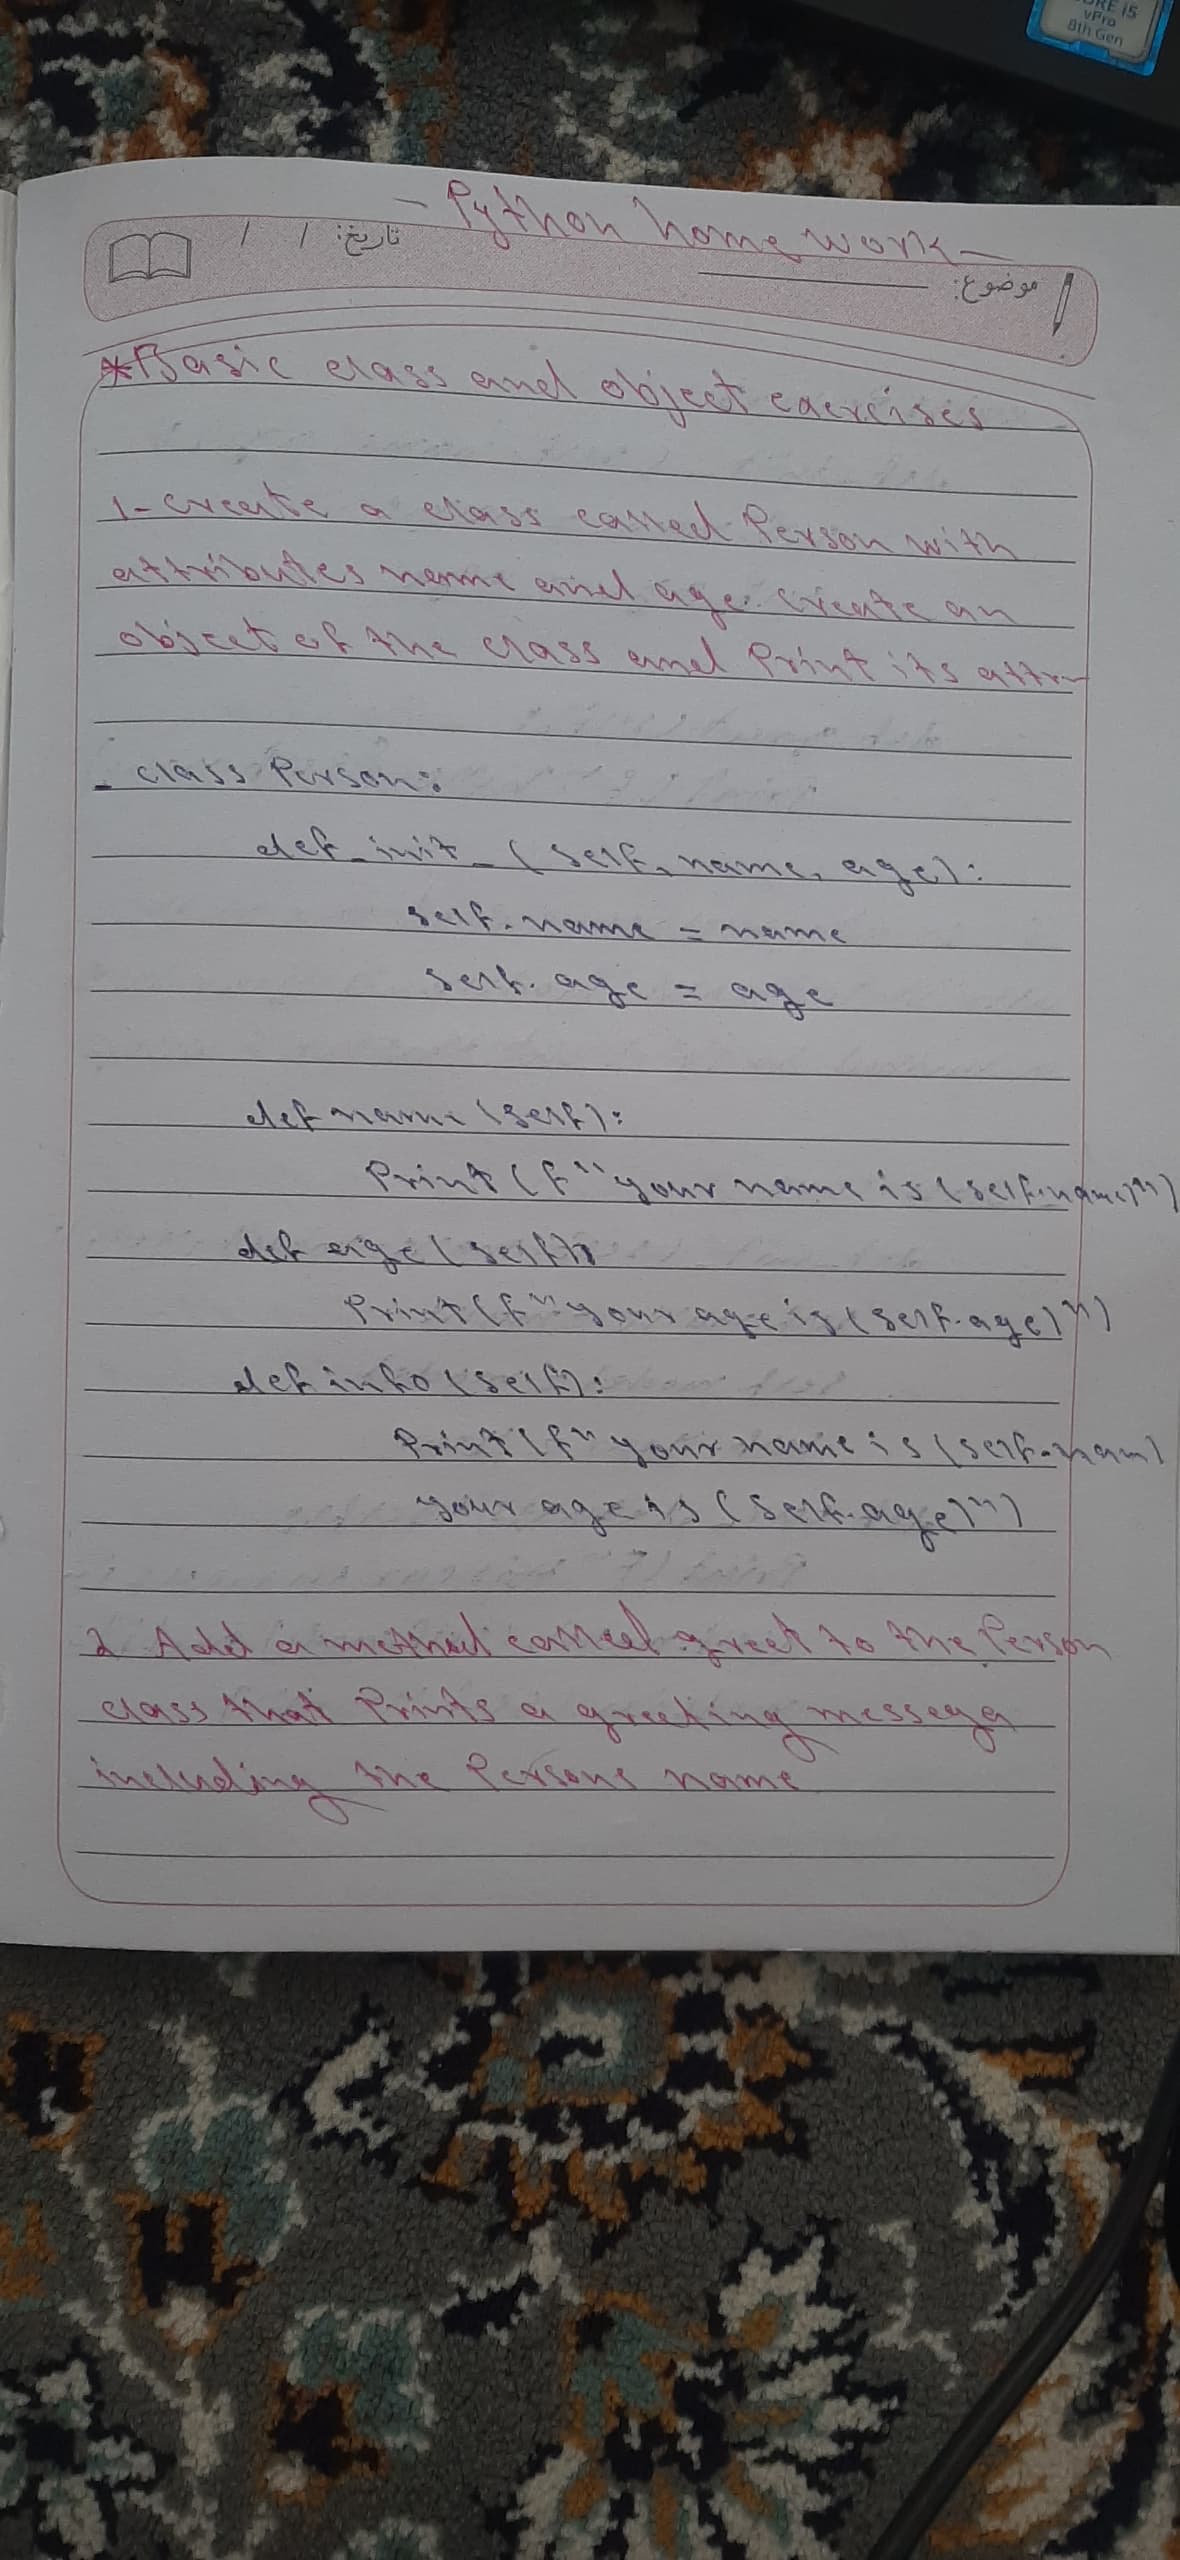 CORE i5
vPro
8th Gen
- Python home work -
تاريخ: / /
موضوع:
*Basic class and object exercises
1- create a class called Person with
attributes name and age. create an
object of the class and Print its attr
- class Person:
def _init_ (self, name, age):
self.name = name
self.age = age
def name (self):
Print (f "your name is (self.name)")
def age (self):
Print (f "your age is (self.age)")
def info (self):
Print (f" your name is (self.nam)
your age is (self.age)")
2 Add a method called greet to the Person
class that Prints a greeting messega
including the Persons name